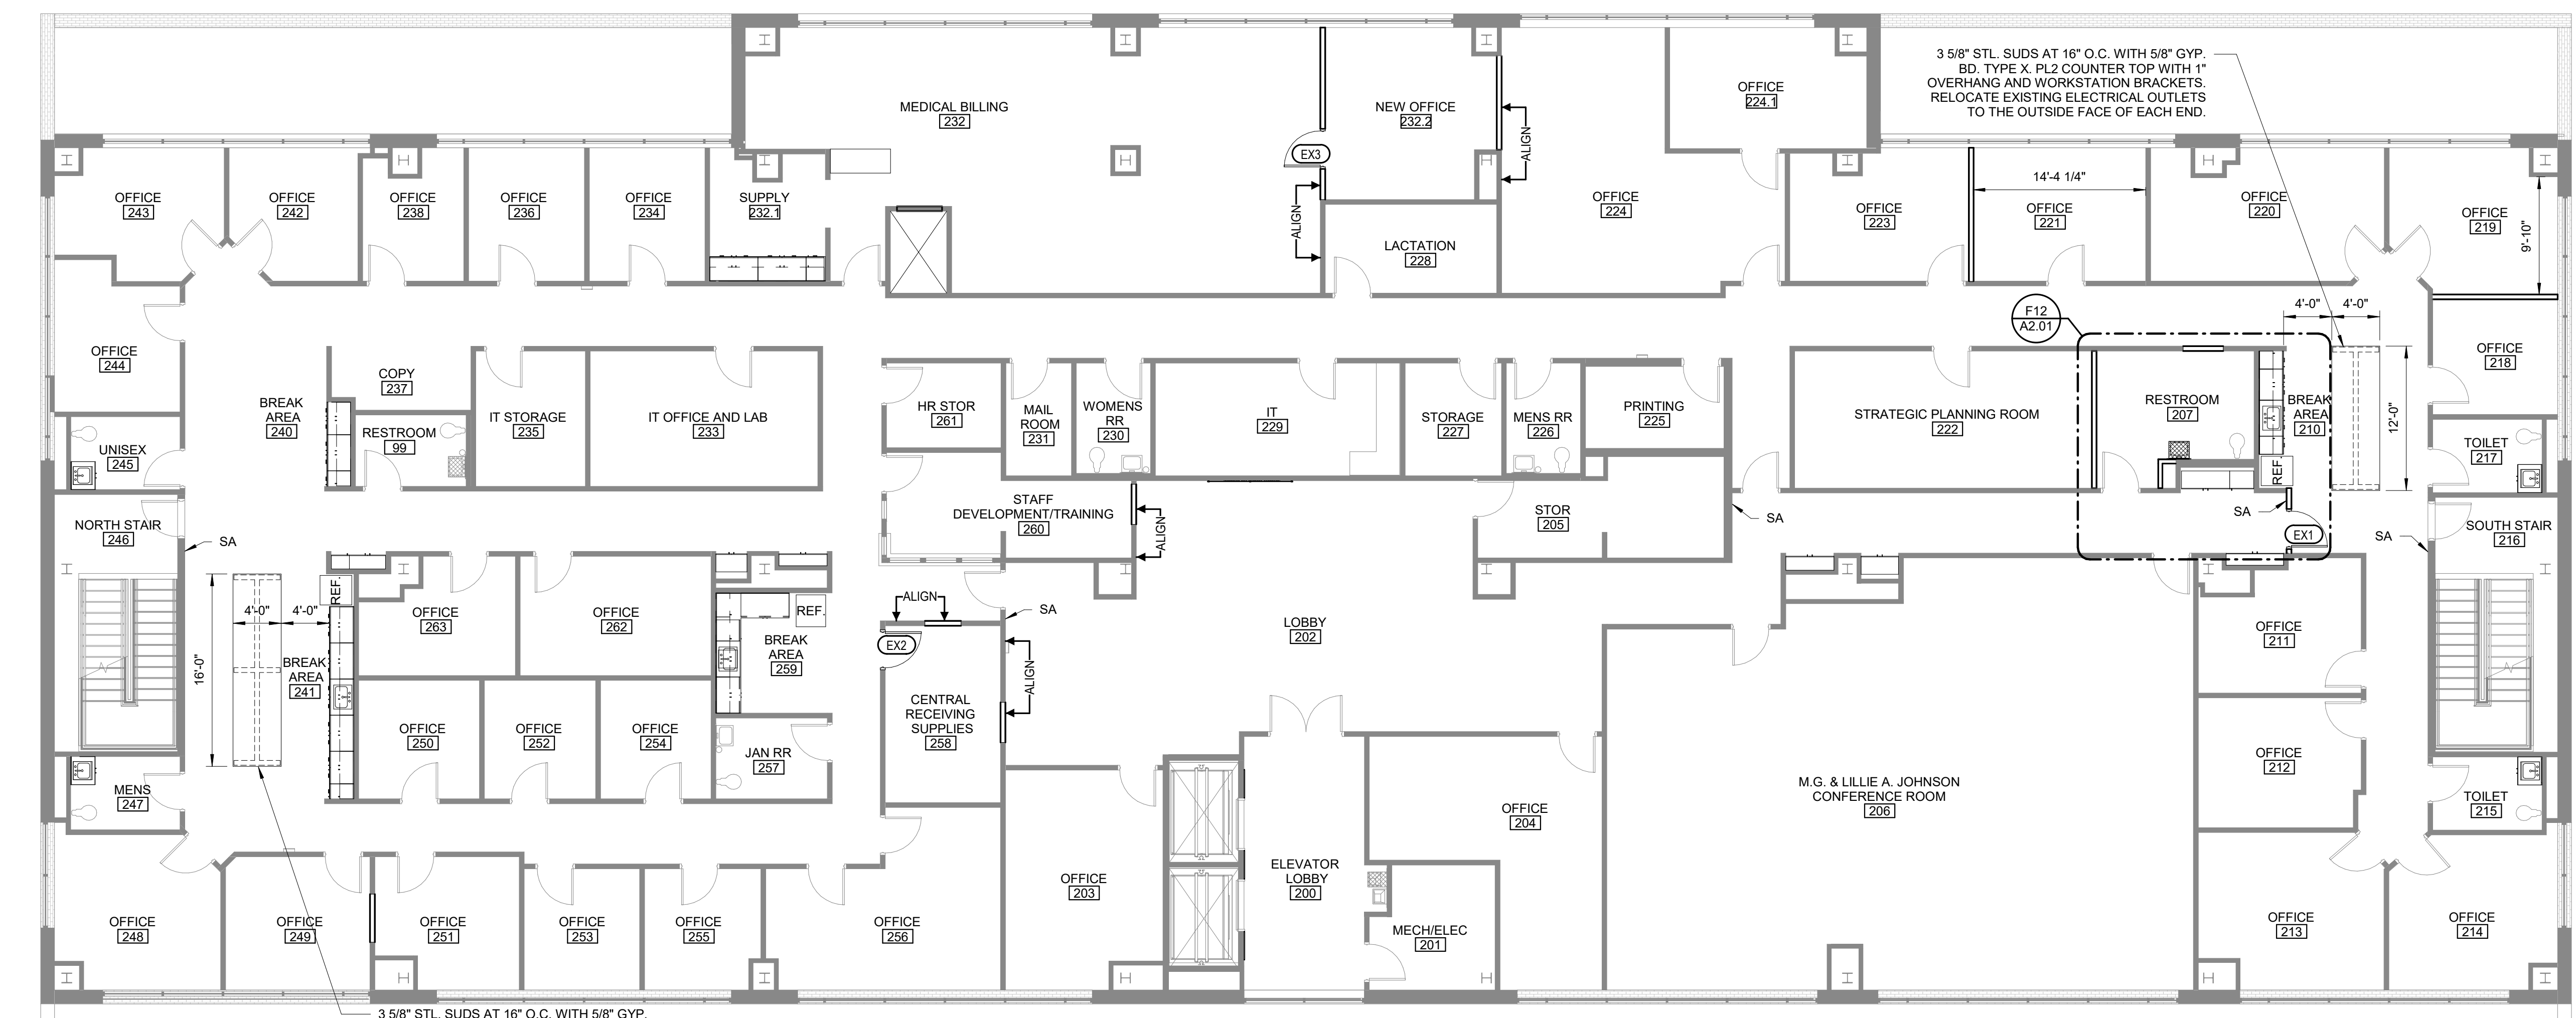 3 5/8" STL. SUDS AT 16" O.C. WITH 5/8" GYP.
BD. TYPE X. PL2 COUNTER TOP WITH 1"
OVERHANG AND WORKSTATION BRACKETS.
RELOCATE EXISTING ELECTRICAL OUTLETS
TO THE OUTSIDE FACE OF EACH END.
MEDICAL BILLING
232
NEW OFFICE
232.2
OFFICE
224.1
EX3
ALIGN
ALIGN
OFFICE
243
OFFICE
242
OFFICE
238
OFFICE
236
OFFICE
234
SUPPLY
232.1
LACTATION
228
OFFICE
224
OFFICE
223
14'-4 1/4"
OFFICE
221
OFFICE
220
OFFICE
219
9'-10"
OFFICE
244
BREAK
AREA
240
COPY
237
RESTROOM
99
IT STORAGE
235
IT OFFICE AND LAB
233
HR STOR
261
MAIL
ROOM
231
WOMENS
RR
230
IT
229
STORAGE
227
MENS RR
226
PRINTING
225
F12
A2.01
4'-0"
4'-0"
STRATEGIC PLANNING ROOM
222
RESTROOM
207
BREAK
AREA
210
REF
12'-0"
OFFICE
218
UNISEX
245
TOILET
217
NORTH STAIR
246
SA
STAFF
DEVELOPMENT/TRAINING
260
ALIGN
STOR
205
SA
SA
EX1
SA
SOUTH STAIR
216
16'-0"
4'-0"
4'-0"
REF.
BREAK
AREA
241
OFFICE
263
OFFICE
262
REF.
BREAK
AREA
259
ALIGN
SA
EX2
ALIGN
LOBBY
202
OFFICE
211
CENTRAL
RECEIVING
SUPPLIES
258
OFFICE
250
OFFICE
252
OFFICE
254
JAN RR
257
OFFICE
212
MENS
247
M.G. & LILLIE A. JOHNSON
CONFERENCE ROOM
206
OFFICE
204
TOILET
215
OFFICE
203
ELEVATOR
LOBBY
200
MECH/ELEC
201
OFFICE
248
OFFICE
249
OFFICE
251
OFFICE
253
OFFICE
255
OFFICE
256
OFFICE
213
OFFICE
214
3 5/8" STL. SUDS AT 16" O.C. WITH 5/8" GYP.